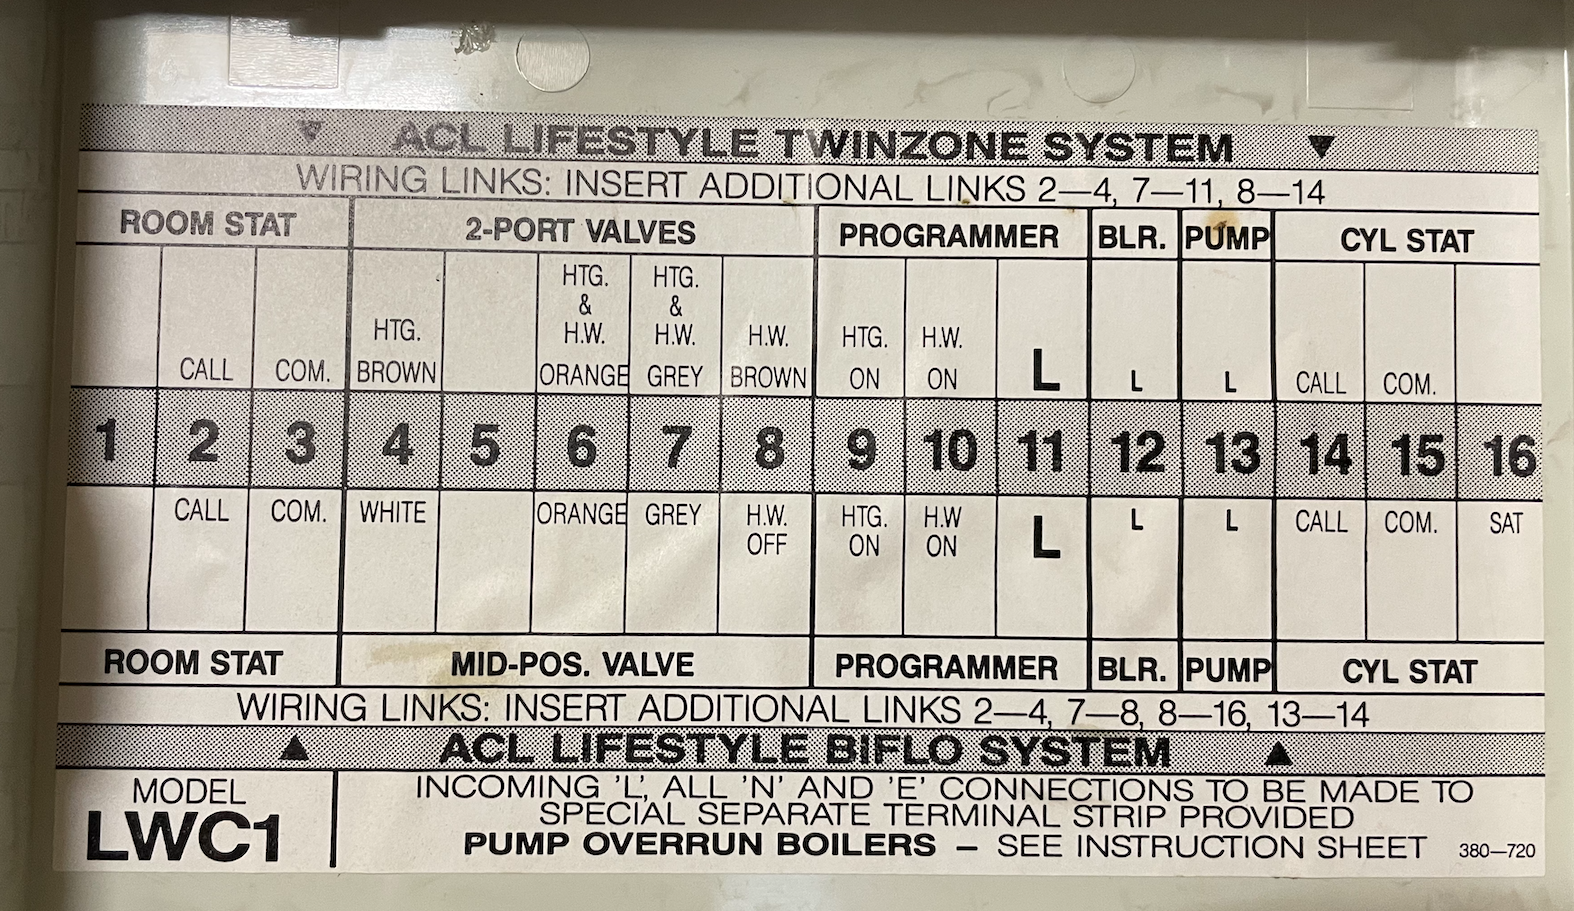 ▼ ACL LIFESTYLE TWINZONE SYSTEM ▼
WIRING LINKS: INSERT ADDITIONAL LINKS 2—4, 7—11, 8—14
ROOM STAT 2-PORT VALVES PROGRAMMER BLR. PUMP CYL STAT
CALL
COM.
HTG.
BROWN
HTG.
&
H.W.
ORANGE
HTG.
&
H.W.
GREY
H.W.
BROWN
HTG.
ON
H.W.
ON
L
L
L
CALL
COM.
1 2 3 4 5 6 7 8 9 10 11 12 13 14 15 16
CALL
COM.
WHITE
ORANGE
GREY
H.W.
OFF
HTG.
ON
H.W
ON
L
L
L
CALL
COM.
SAT
ROOM STAT MID-POS. VALVE PROGRAMMER BLR. PUMP CYL STAT
WIRING LINKS: INSERT ADDITIONAL LINKS 2—4, 7—8, 8—16, 13—14
▲ ACL LIFESTYLE BIFLO SYSTEM ▲
MODEL
LWC1
INCOMING 'L', ALL 'N' AND 'E' CONNECTIONS TO BE MADE TO
SPECIAL SEPARATE TERMINAL STRIP PROVIDED
PUMP OVERRUN BOILERS – SEE INSTRUCTION SHEET
380—720